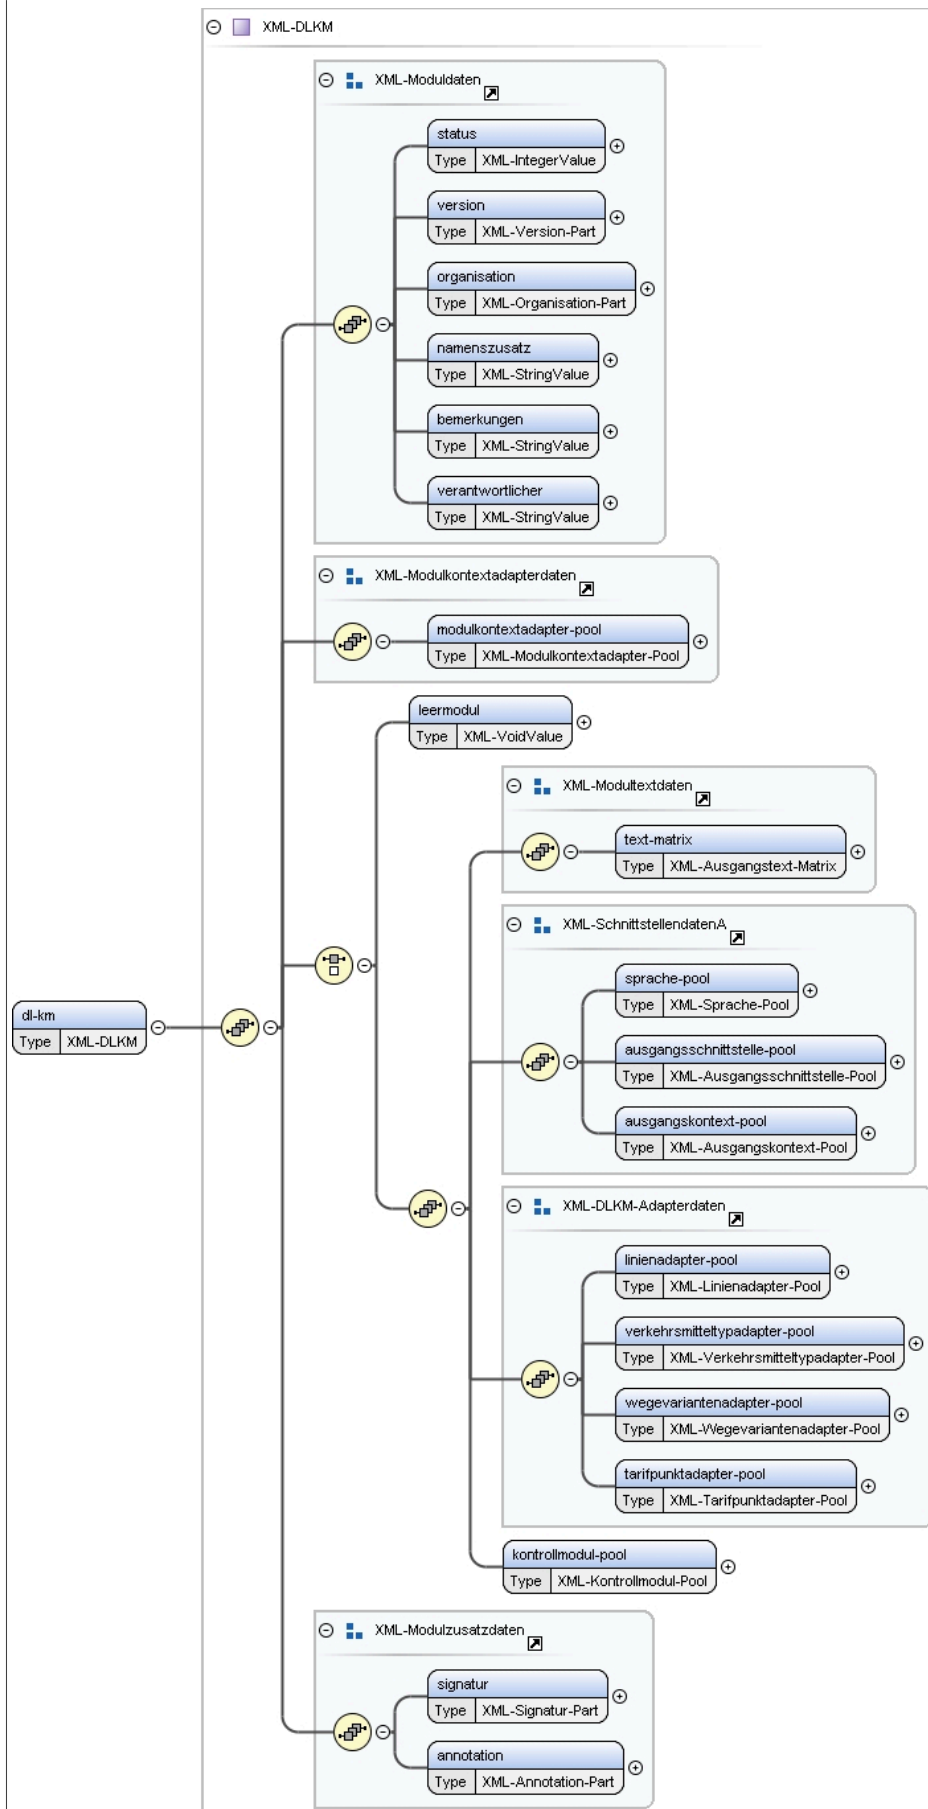 XML-DLKM
XML-Moduldaten
status
Type XML-IntegerValue
version
Type XML-Version-Part
organisation
Type XML-Organisation-Part
namenszusatz
Type XML-StringValue
bemerkungen
Type XML-StringValue
verantwortlicher
Type XML-StringValue
XML-Modulkontextadapterdaten
modulkontextadapter-pool
Type XML-Modulkontextadapter-Pool
leermodul
Type XML-VoidValue
XML-Modultextdaten
text-matrix
Type XML-Ausgangstext-Matrix
XML-SchnittstellendatenA
sprache-pool
Type XML-Sprache-Pool
dl-km
Type XML-DLKM
ausgangsschnittstelle-pool
Type XML-Ausgangsschnittstelle-Pool
ausgangskontext-pool
Type XML-Ausgangskontext-Pool
XML-DLKM-Adapterdaten
linienadapter-pool
Type XML-Linienadapter-Pool
verkehrsmitteltypadapter-pool
Type XML-Verkehrsmitteltypadapter-Pool
wegevariantenadapter-pool
Type XML-Wegevariantenadapter-Pool
tarifpunktadapter-pool
Type XML-Tarifpunktadapter-Pool
kontrollmodul-pool
Type XML-Kontrollmodul-Pool
XML-Modulzusatzdaten
signatur
Type XML-Signatur-Part
annotation
Type XML-Annotation-Part